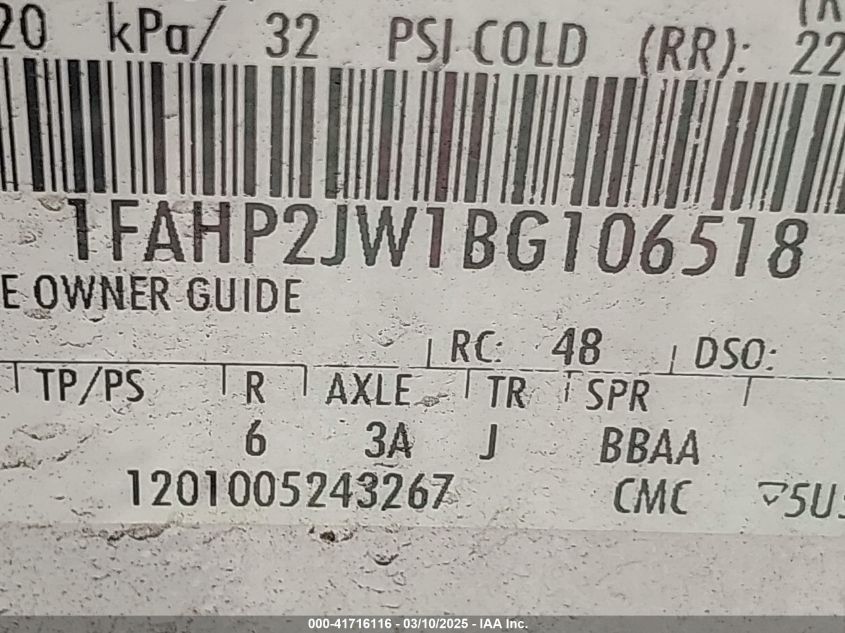 20 kPa/ 32 PSI COLD (RR): 22
1FAHP2JW1BG106518
E OWNER GUIDE
RC: 48 DSO:
TP/PS R AXLE TR SPR
6 3A J BBAA
1201005243267 CMC ▽5U
000-41716116 - 03/10/2025 - IAA Inc.